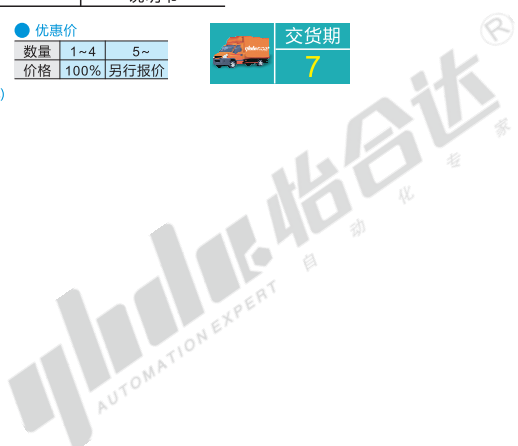 优惠价
数量 1~4 5~
价格 100% 另行报价
交货期
7
)
怡合达®
自动化专家
AUTOMATION EXPERT